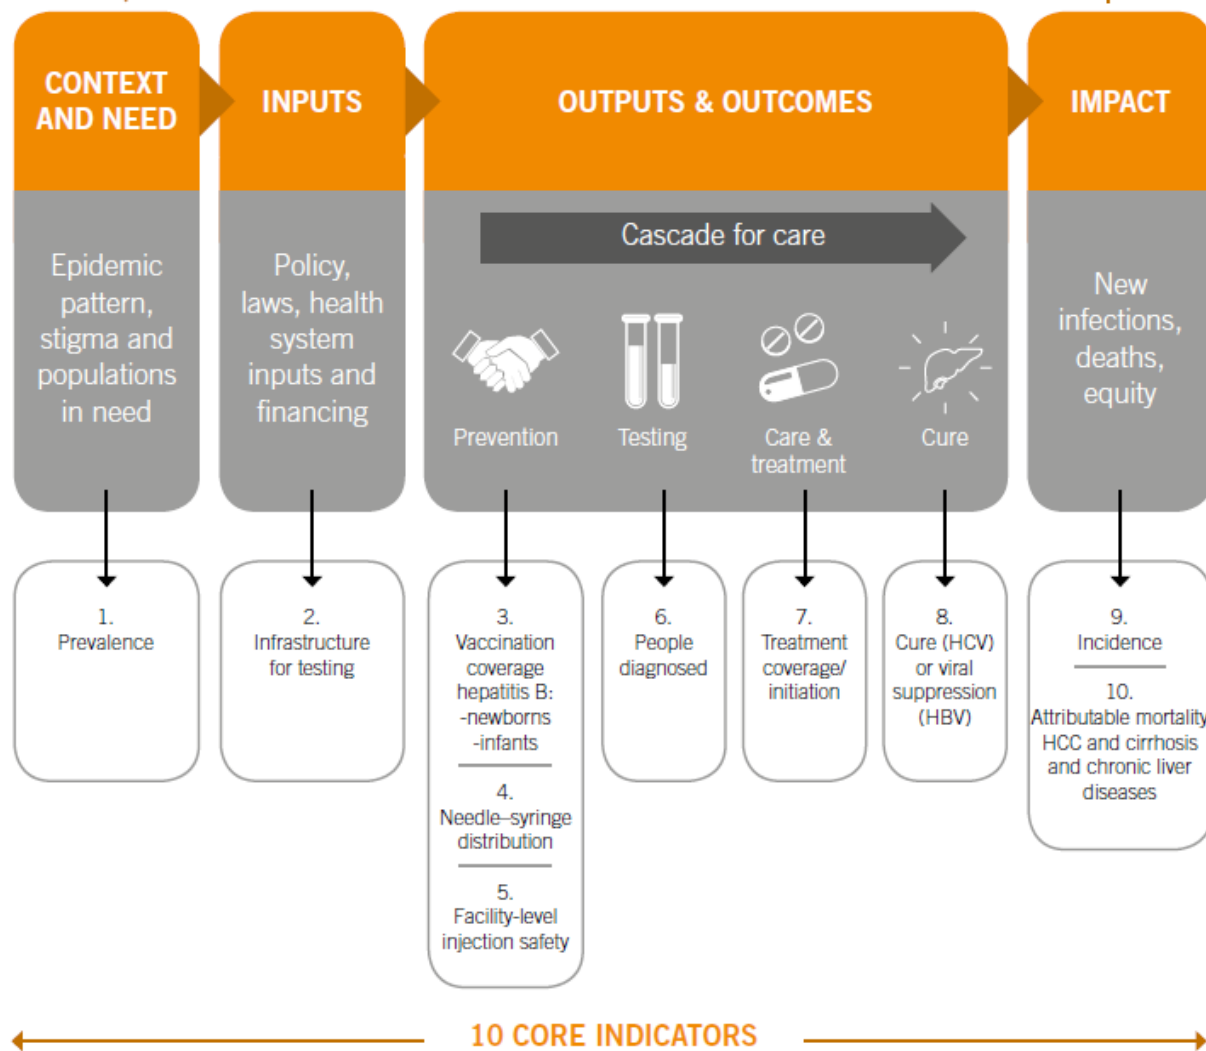 CONTEXT
AND NEED
INPUTS
OUTPUTS & OUTCOMES
IMPACT
Epidemic
pattern,
stigma and
populations
in need
Policy,
laws, health
system
inputs and
financing
Cascade for care
Prevention
Testing
Care &
treatment
Cure
New
infections,
deaths,
equity
1.
Prevalence
2.
Infrastructure
for testing
3.
Vaccination
coverage
hepatitis B:
-newborns
-infants
4.
Needle–syringe
distribution
5.
Facility-level
injection safety
6.
People
diagnosed
7.
Treatment
coverage/
initiation
8.
Cure (HCV)
or viral
suppression
(HBV)
9.
Incidence
10.
Attributable mortality
HCC and cirrhosis
and chronic liver
diseases
10 CORE INDICATORS